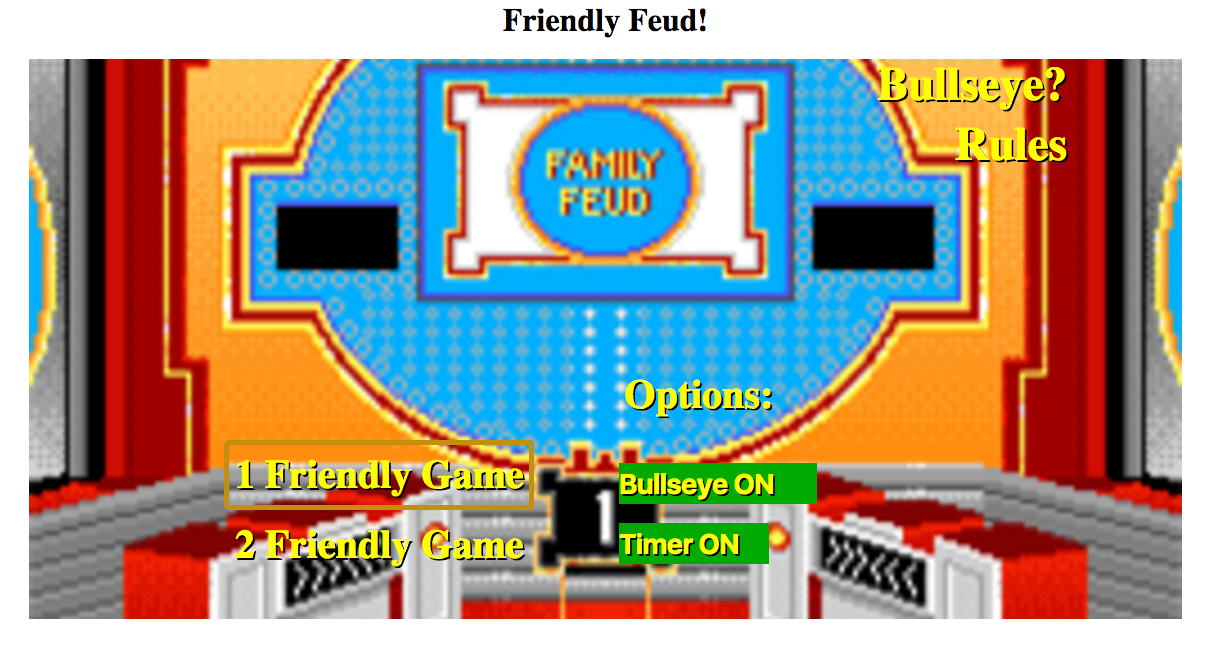 Friendly Feud!
Bullseye?
Rules
FAMILY
FEUD
Options:
1 Friendly Game
Bullseye ON
1
2 Friendly Game
Timer ON